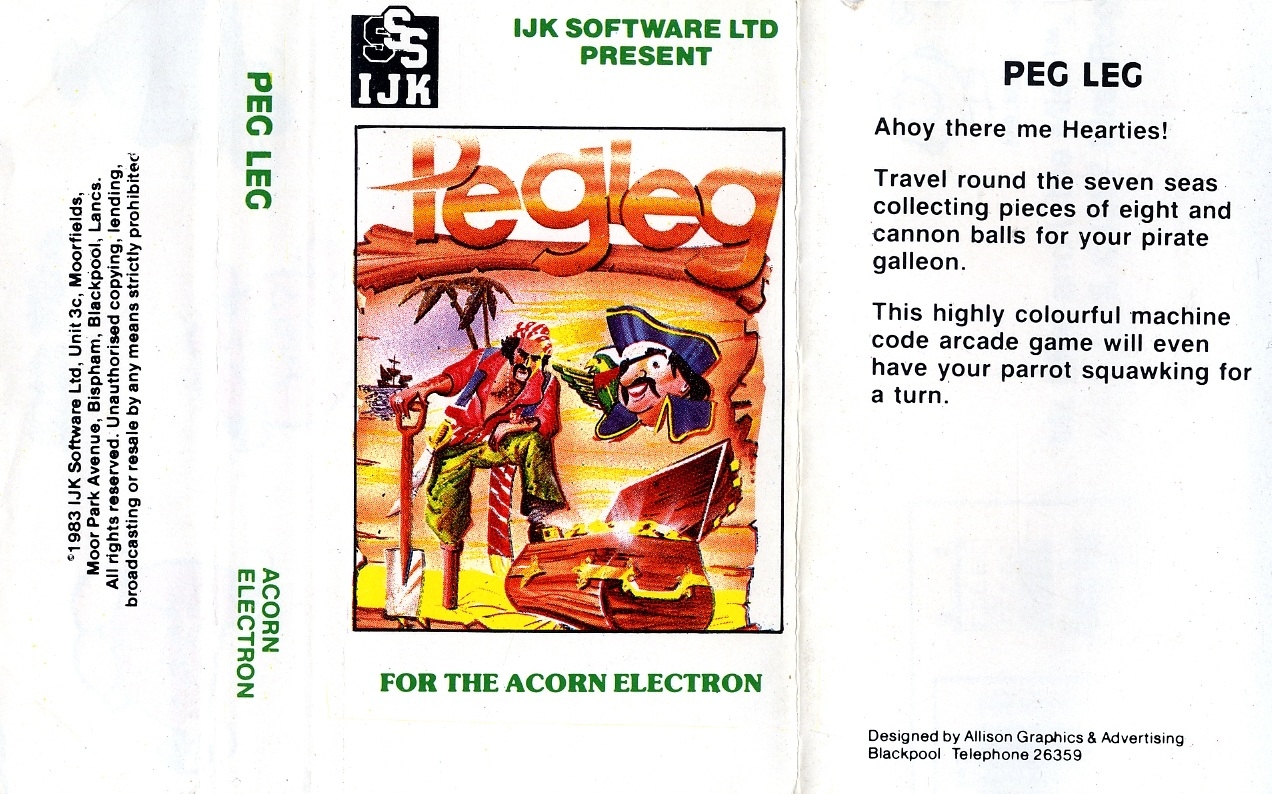 ©1983 IJK Software Ltd, Unit 3c, Moorfields,
Moor Park Avenue, Bispham, Blackpool, Lancs.
All rights reserved. Unauthorised copying, lending,
broadcasting or resale by any means strictly prohibited
PEG LEG
ACORN
ELECTRON
SSS
IJK
IJK SOFTWARE LTD
PRESENT
Pegleg
FOR THE ACORN ELECTRON
PEG LEG
Ahoy there me Hearties!
Travel round the seven seas
collecting pieces of eight and
cannon balls for your pirate
galleon.
This highly colourful machine
code arcade game will even
have your parrot squawking for
a turn.
Designed by Allison Graphics & Advertising
Blackpool Telephone 26359